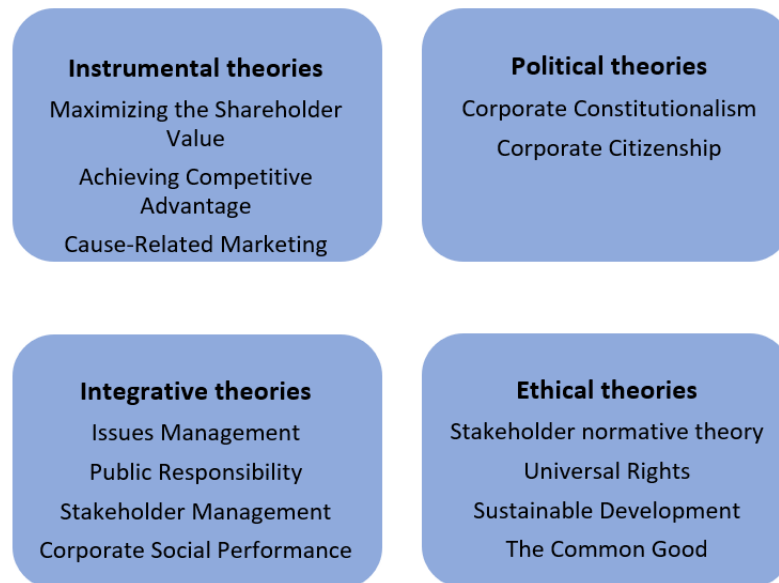 Instrumental theories
Maximizing the Shareholder
Value
Achieving Competitive
Advantage
Cause-Related Marketing
Political theories
Corporate Constitutionalism
Corporate Citizenship
Integrative theories
Issues Management
Public Responsibility
Stakeholder Management
Corporate Social Performance
Ethical theories
Stakeholder normative theory
Universal Rights
Sustainable Development
The Common Good